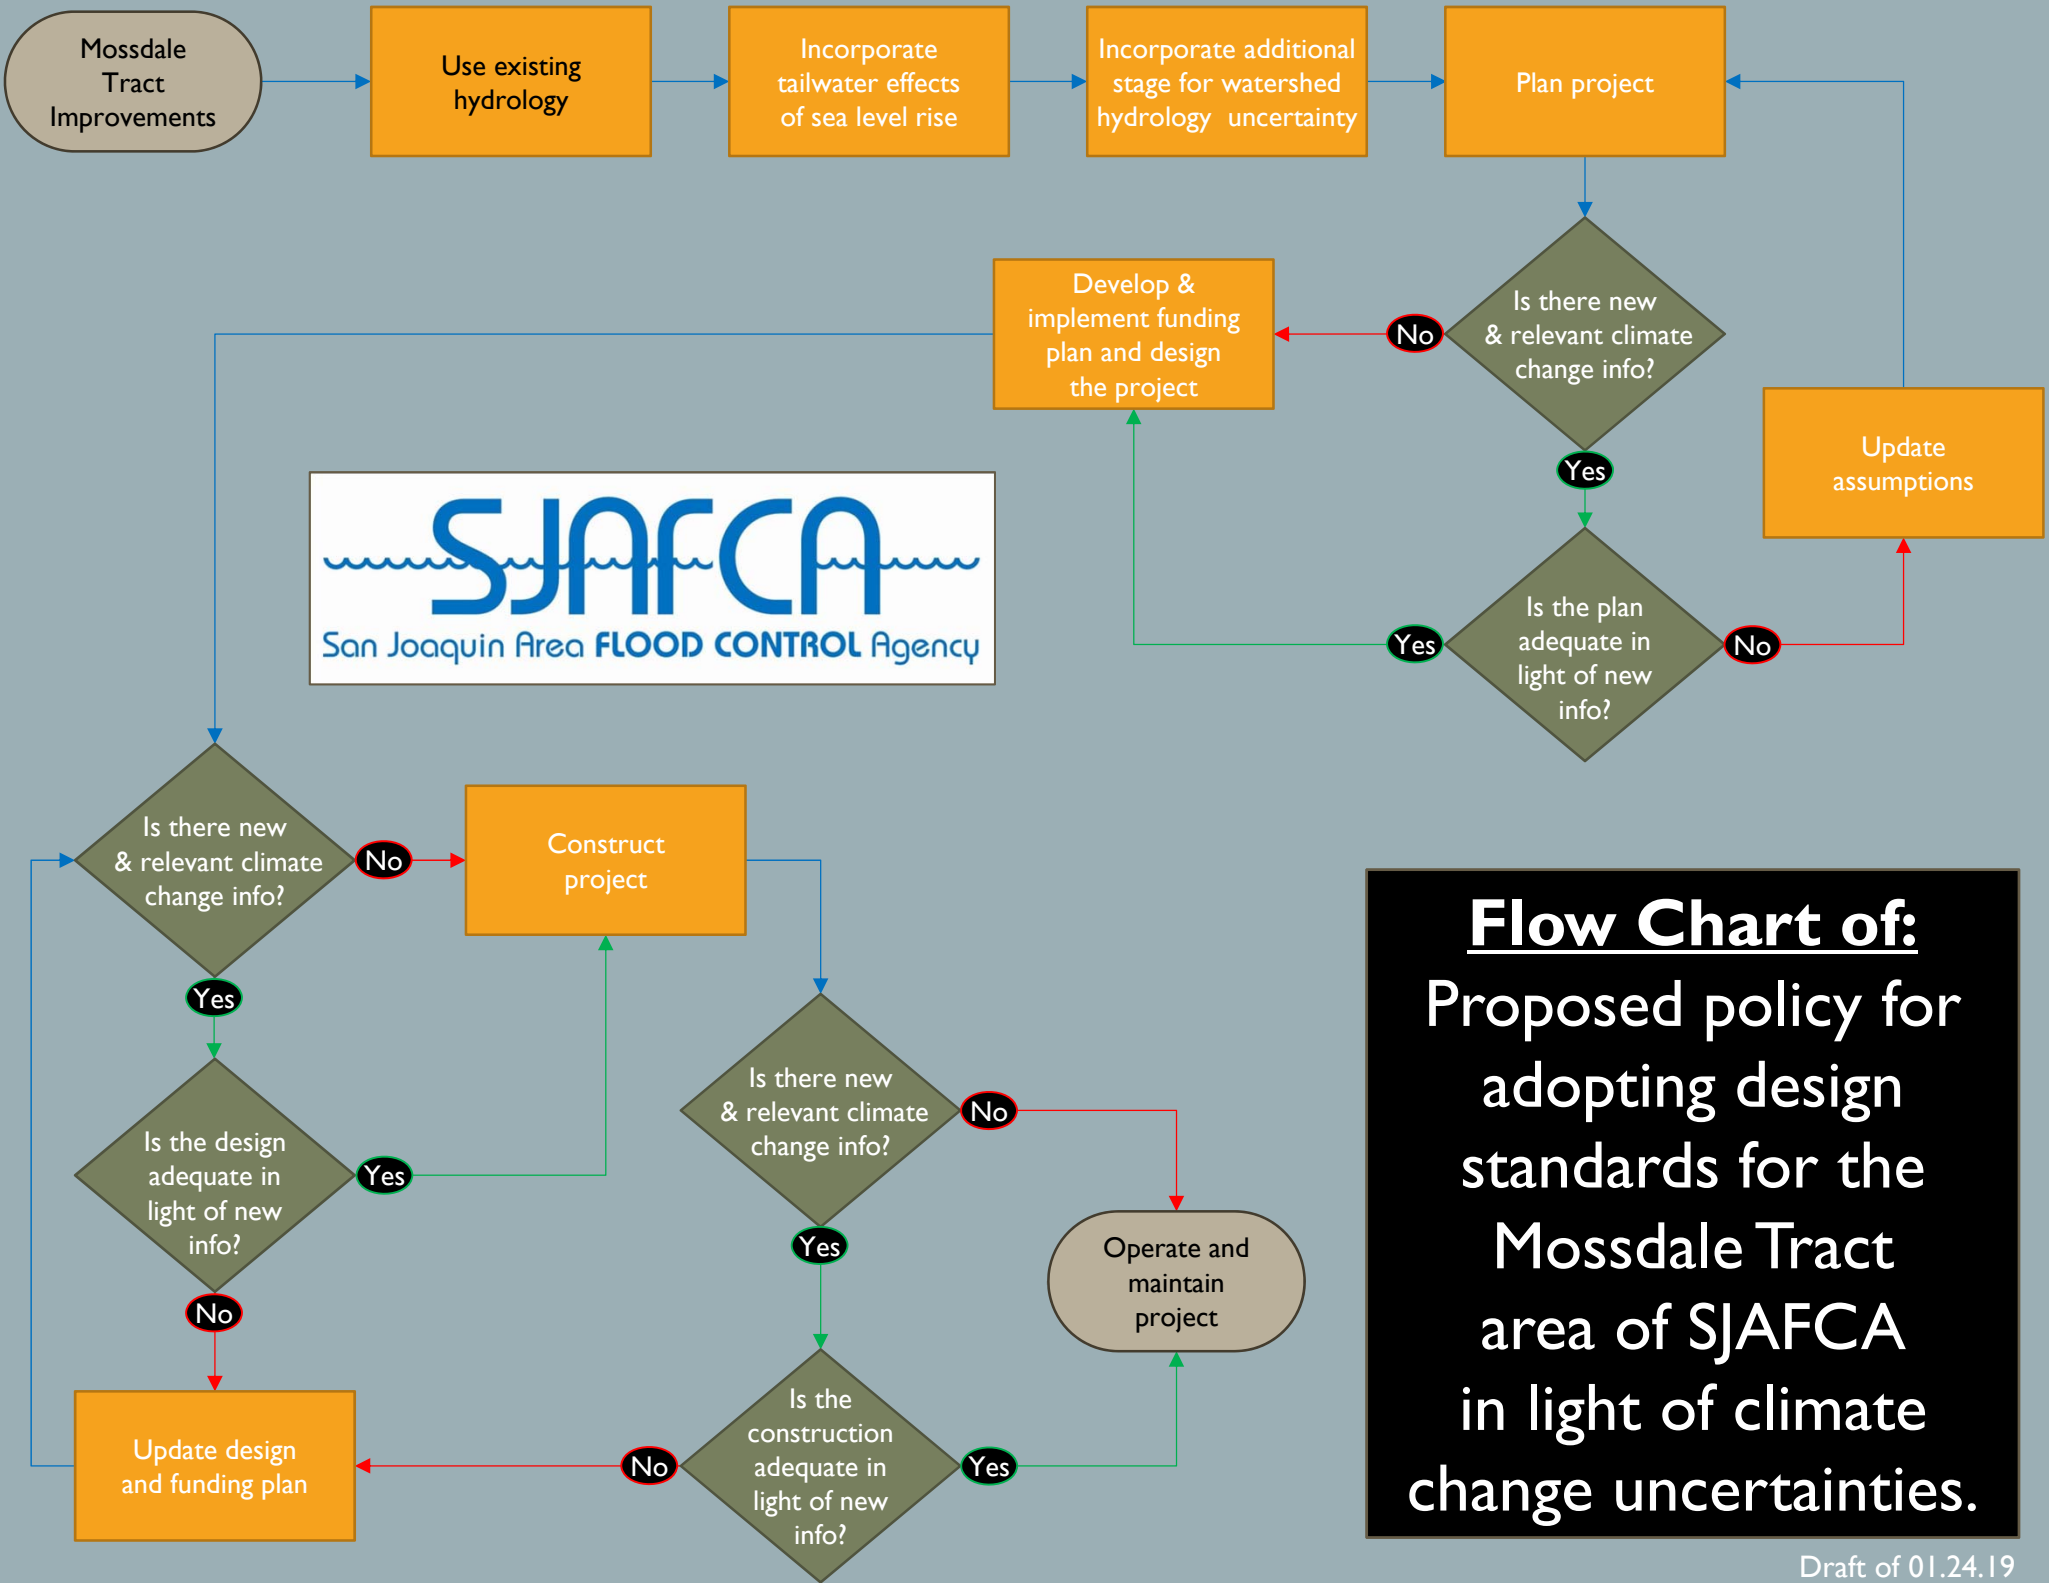 Mossdale
Tract
Improvements
Use existing
hydrology
Incorporate
tailwater effects
of sea level rise
Incorporate additional
stage for watershed
hydrology uncertainty
Plan project
Is there new
& relevant climate
change info?
No
Develop &
implement funding
plan and design
the project
Yes
Update
assumptions
Is the plan
adequate in
light of new
info?
Yes
No
SJAFCA
San Joaquin Area FLOOD CONTROL Agency
Is there new
& relevant climate
change info?
No
Construct
project
Yes
Is the design
adequate in
light of new
info?
Yes
No
Update design
and funding plan
Is there new
& relevant climate
change info?
No
Yes
Operate and
maintain
project
Is the
construction
adequate in
light of new
info?
No
Yes
Flow Chart of:
Proposed policy for
adopting design
standards for the
Mossdale Tract
area of SJAFCA
in light of climate
change uncertainties.
Draft of 01.24.19